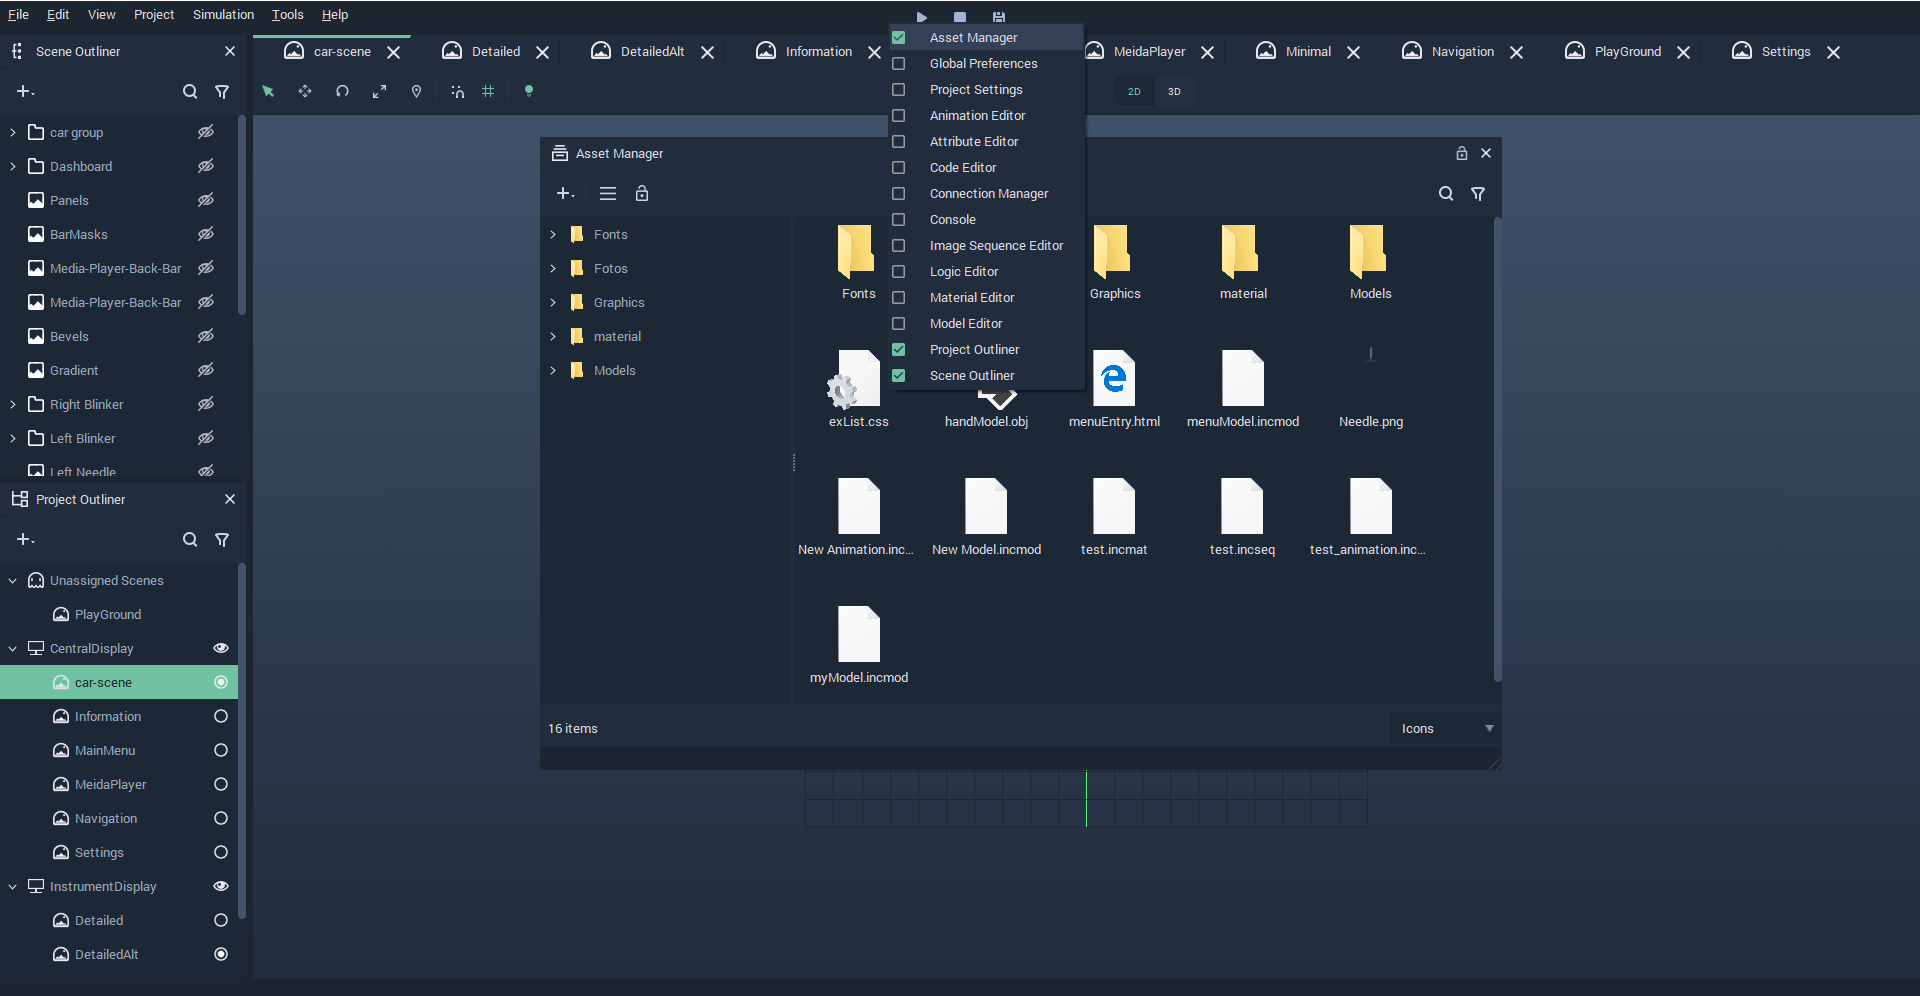 File Edit View Project Simulation Tools Help
Scene Outliner
car-scene
Detailed
DetailedAlt
Information
MeidaPlayer
Minimal
Navigation
PlayGround
Settings
2D
3D
car group
Dashboard
Panels
BarMasks
Media-Player-Back-Bar
Media-Player-Back-Bar
Bevels
Gradient
Right Blinker
Left Blinker
Left Needle
Project Outliner
Unassigned Scenes
PlayGround
CentralDisplay
car-scene
Information
MainMenu
MeidaPlayer
Navigation
Settings
InstrumentDisplay
Detailed
DetailedAlt
Asset Manager
Global Preferences
Project Settings
Animation Editor
Attribute Editor
Code Editor
Connection Manager
Console
Image Sequence Editor
Logic Editor
Material Editor
Model Editor
Project Outliner
Scene Outliner
Asset Manager
Fonts
Fotos
Graphics
material
Models
Fonts
Graphics
material
Models
exList.css
handModel.obj
menuEntry.html
menuModel.incmod
Needle.png
New Animation.inc...
New Model.incmod
test.incmat
test.incseq
test_animation.inc...
myModel.incmod
16 items
Icons